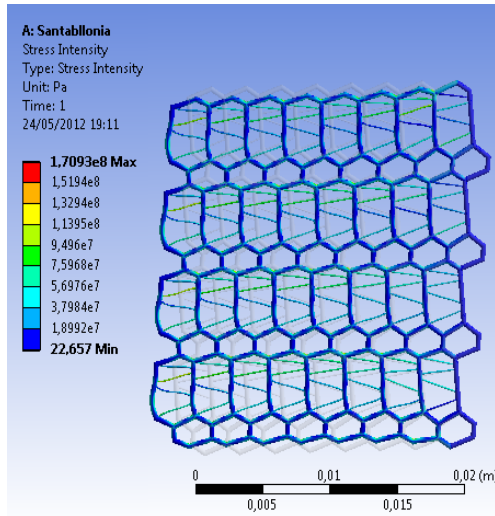 A: Santabllonia
Stress Intensity
Type: Stress Intensity
Unit: Pa
Time: 1
24/05/2012 19:11
1,7093e8 Max
1,5194e8
1,3294e8
1,1395e8
9,496e7
7,5968e7
5,6976e7
3,7984e7
1,8992e7
22,657 Min
0 0,01 0,02 (m)
0,005 0,015